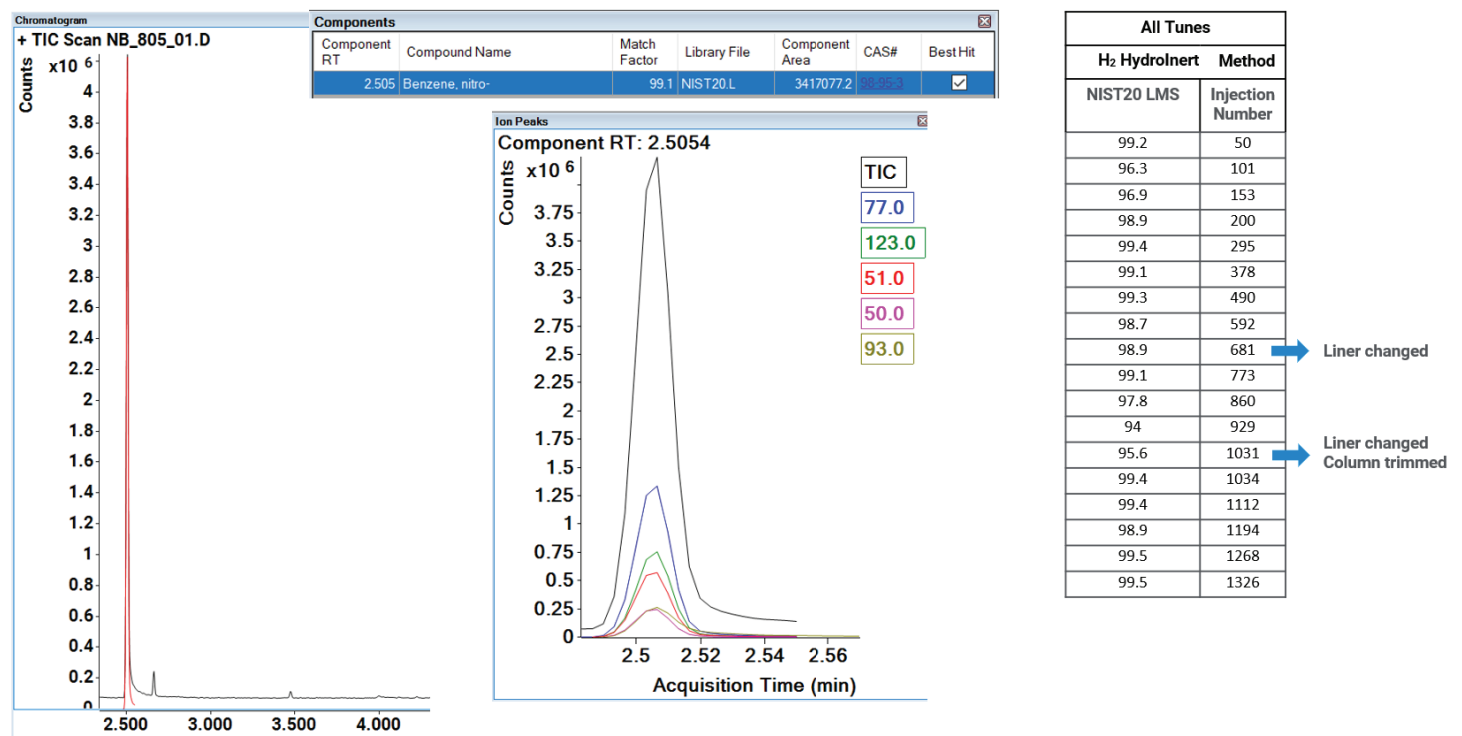 Chromatogram
+ TIC Scan NB_805_01.D
Counts
x10 6
4
3.8
3.6
3.4
3.2
3
2.8
2.6
2.4
2.2
2
1.8
1.6
1.4
1.2
1
0.8
0.6
0.4
0.2
0
2.500 3.000 3.500 4.000
Components
Component RT Compound Name Match Factor Library File Component Area CAS# Best Hit
2.505 Benzene, nitro- 99.1 NIST20.L 3417077.2 98-95-3
Ion Peaks
Component RT: 2.5054
Counts
x10 6
3.75
3.5
3.25
3
2.75
2.5
2.25
2
1.75
1.5
1.25
1
0.75
0.5
0.25
0
2.5 2.52 2.54 2.56
Acquisition Time (min)
TIC
77.0
123.0
51.0
50.0
93.0
All Tunes
H₂ HydroInert Method
NIST20 LMS Injection Number
99.2 50
96.3 101
96.9 153
98.9 200
99.4 295
99.1 378
99.3 490
98.7 592
98.9 681
99.1 773
97.8 860
94 929
95.6 1031
99.4 1034
99.4 1112
98.9 1194
99.5 1268
99.5 1326
Liner changed
Liner changed
Column trimmed